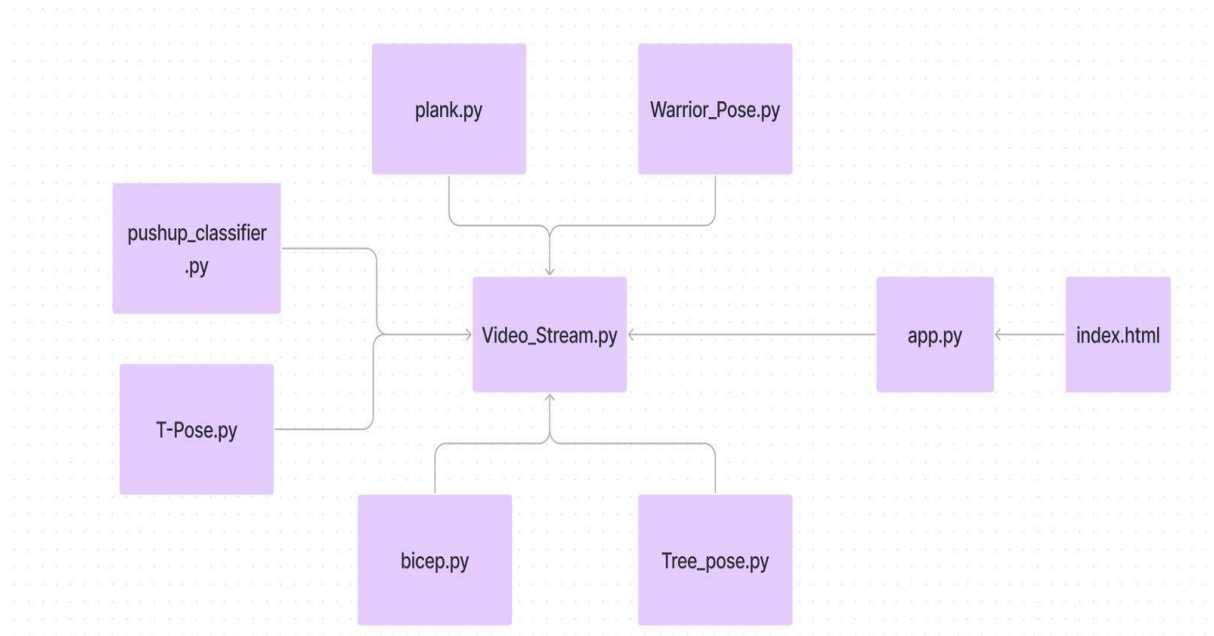 plank.py
Warrior_Pose.py
pushup_classifier
.py
Video_Stream.py
app.py
index.html
T-Pose.py
bicep.py
Tree_pose.py